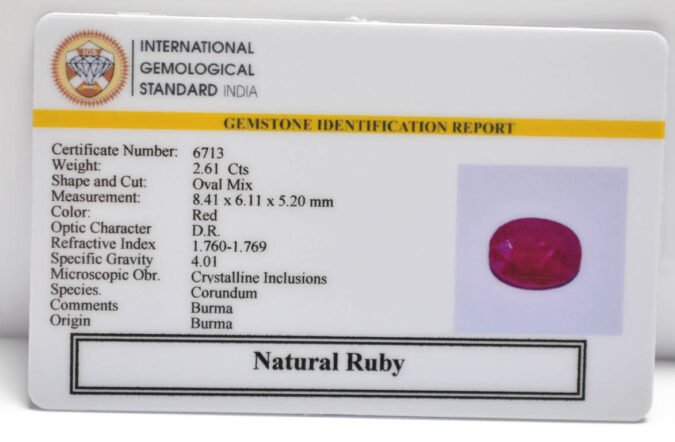 IGS
INTERNATIONAL
GEMOLOGICAL
STANDARD INDIA
GEMSTONE IDENTIFICATION REPORT
Certificate Number: 6713
Weight: 2.61 Cts
Shape and Cut: Oval Mix
Measurement: 8.41 x 6.11 x 5.20 mm
Color: Red
Optic Character D.R.
Refractive Index 1.760-1.769
Specific Gravity 4.01
Microscopic Obr. Crystalline Inclusions
Species. Corundum
Comments Burma
Origin Burma
Natural Ruby